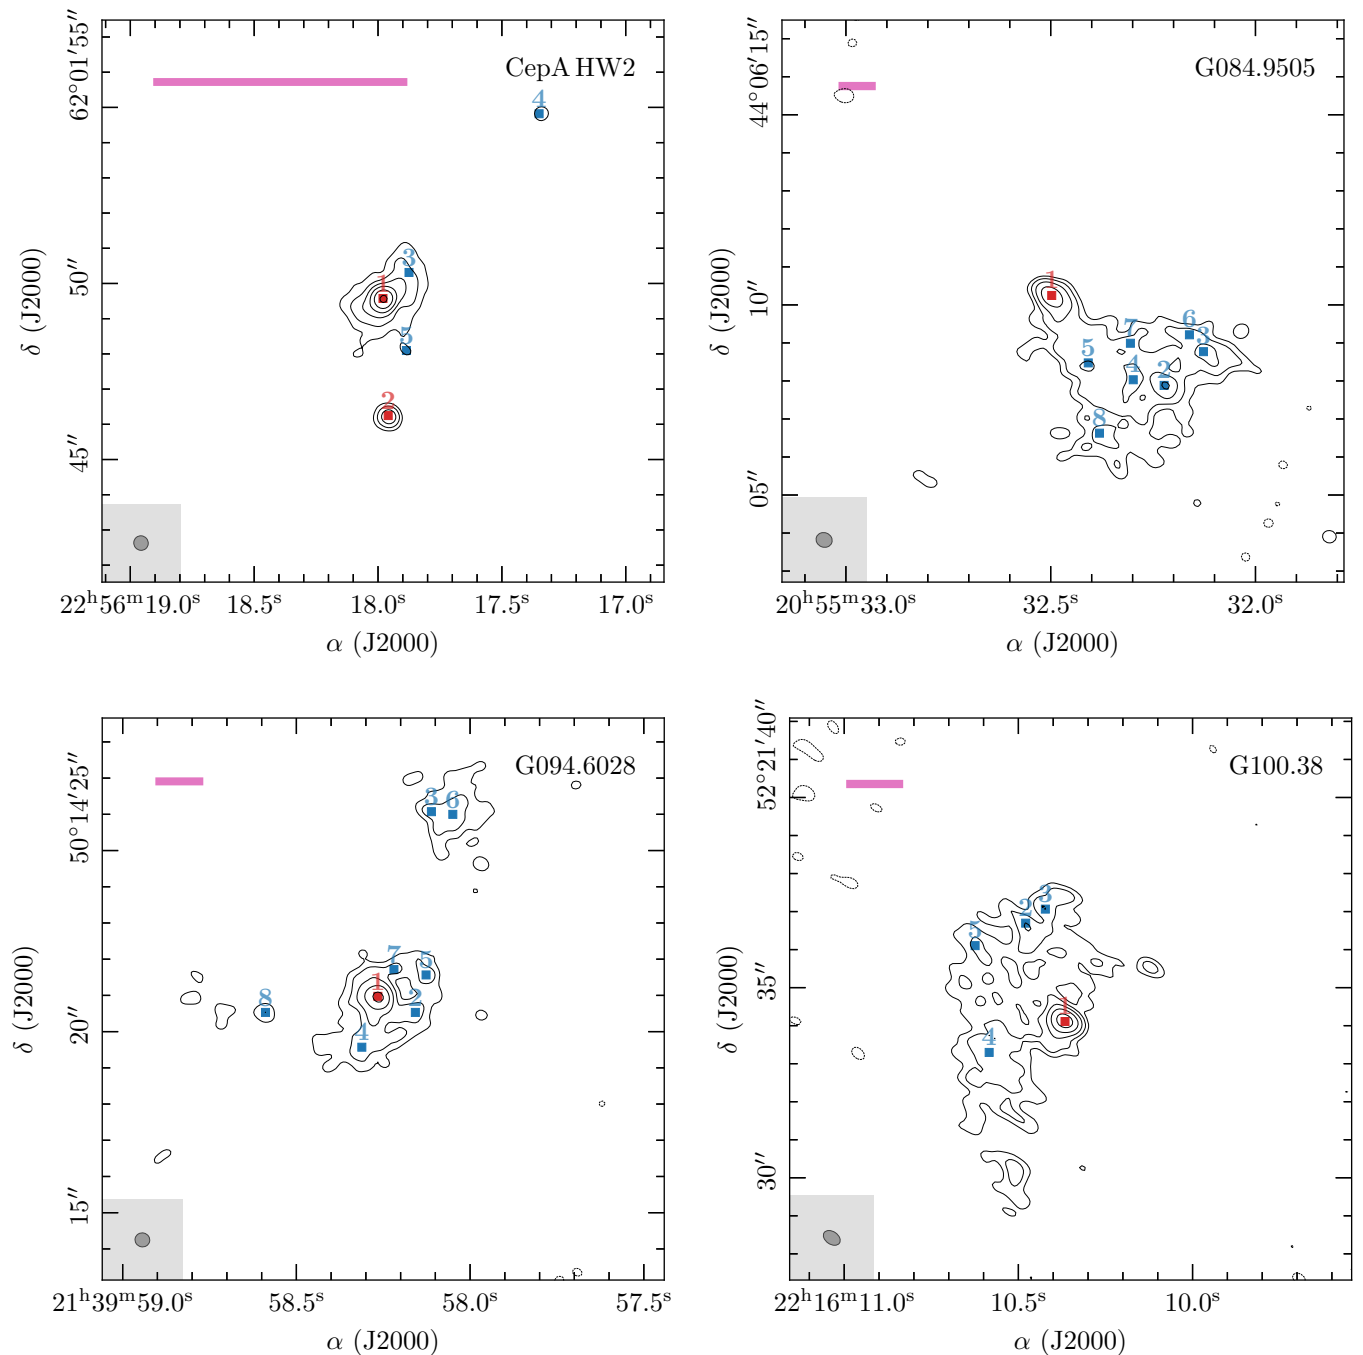 CepA HW2
62°01′55″
50″
45″
δ (J2000)
4
3
1
5
2
22ʰ56ᵐ19.0ˢ 18.5ˢ 18.0ˢ 17.5ˢ 17.0ˢ
α (J2000)
G084.9505
44°06′15″
10″
05″
δ (J2000)
1
6
7
3
5
4
2
8
20ʰ55ᵐ33.0ˢ 32.5ˢ 32.0ˢ
α (J2000)
G094.6028
50°14′25″
20″
15″
δ (J2000)
3 6
7
5
1
8
2
4
21ʰ39ᵐ59.0ˢ 58.5ˢ 58.0ˢ 57.5ˢ
α (J2000)
G100.38
52°21′40″
35″
30″
δ (J2000)
3
2
5
1
4
22ʰ16ᵐ11.0ˢ 10.5ˢ 10.0ˢ
α (J2000)